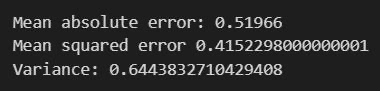 Mean absolute error: 0.51966
Mean squared error 0.4152298000000001
Variance: 0.6443832710429408